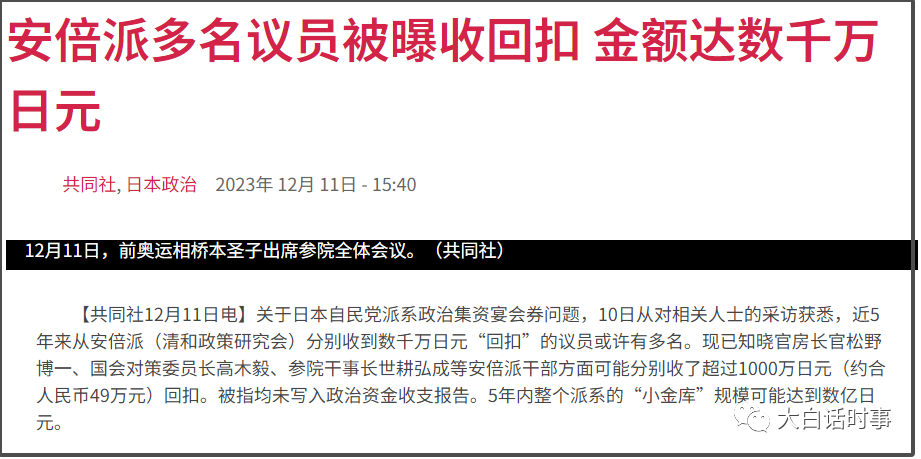 安倍派多名议员被曝收回扣 金额达数千万
日元
共同社, 日本政治 2023年 12月 11日 - 15:40
12月11日，前奥运相桥本圣子出席参院全体会议。（共同社）
【共同社12月11日电】关于日本自民党派系政治集资宴会券问题，10日从对相关人士的采访获悉，近5
年来从安倍派（清和政策研究会）分别收到数千万日元“回扣”的议员或许有多名。现已知晓官房长官松野
博一、国会对策委员长高木毅、参院干事长世耕弘成等安倍派干部方面可能分别收了超过1000万日元（约合
人民币49万元）回扣。被指均未写入政治资金收支报告。5年内整个派系的“小金库”规模可能达到数亿日
元。
大白话时事